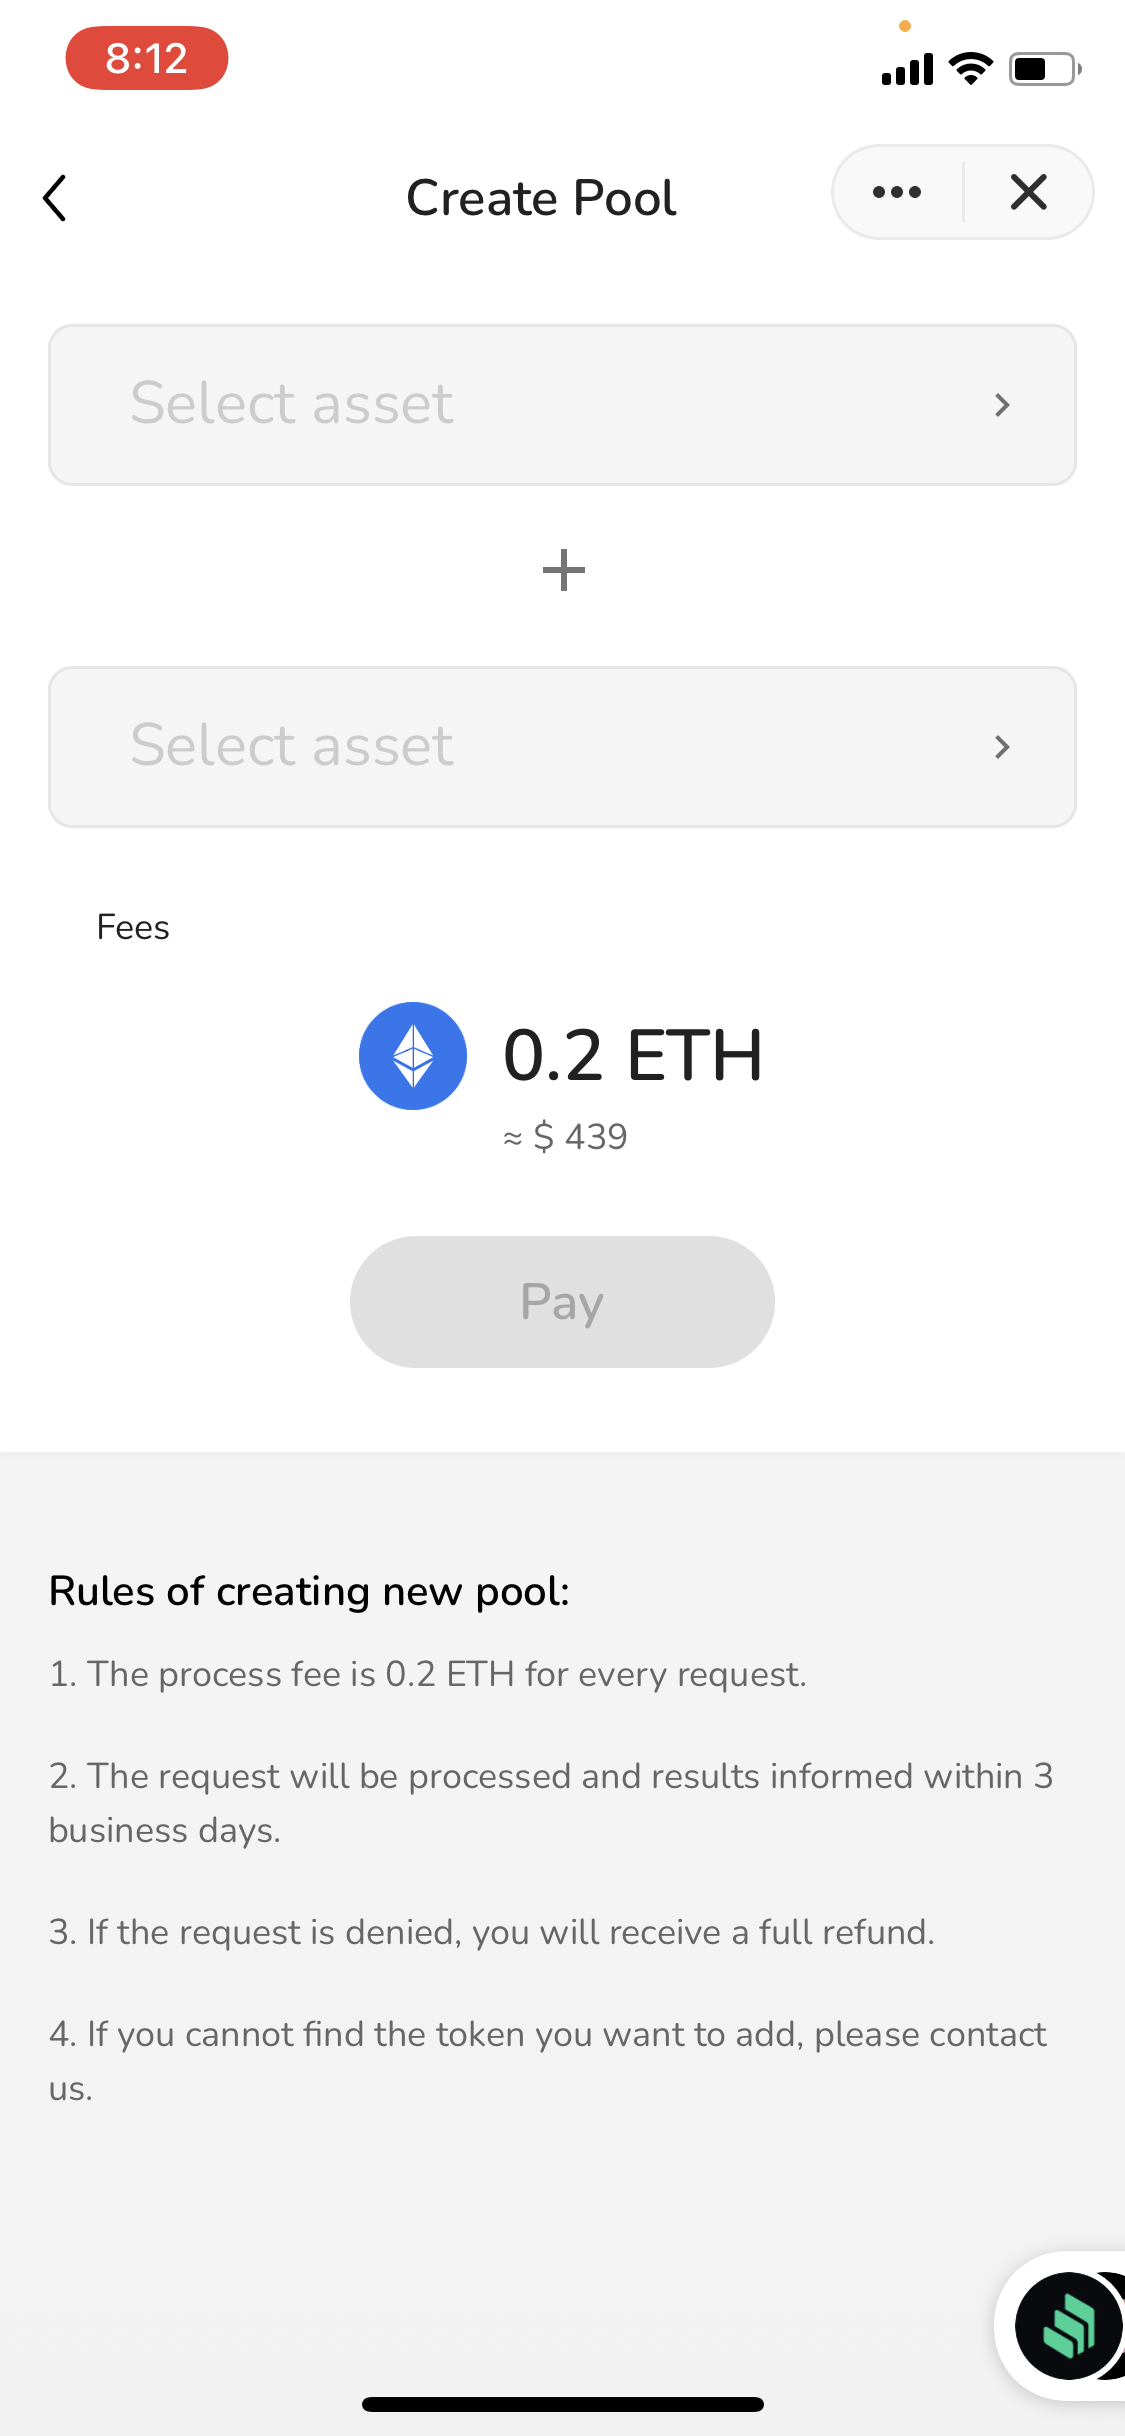 8:12
Create Pool
Select asset
Select asset
Fees
0.2 ETH
≈ $ 439
Pay
Rules of creating new pool:
1. The process fee is 0.2 ETH for every request.
2. The request will be processed and results informed within 3
business days.
3. If the request is denied, you will receive a full refund.
4. If you cannot find the token you want to add, please contact
us.